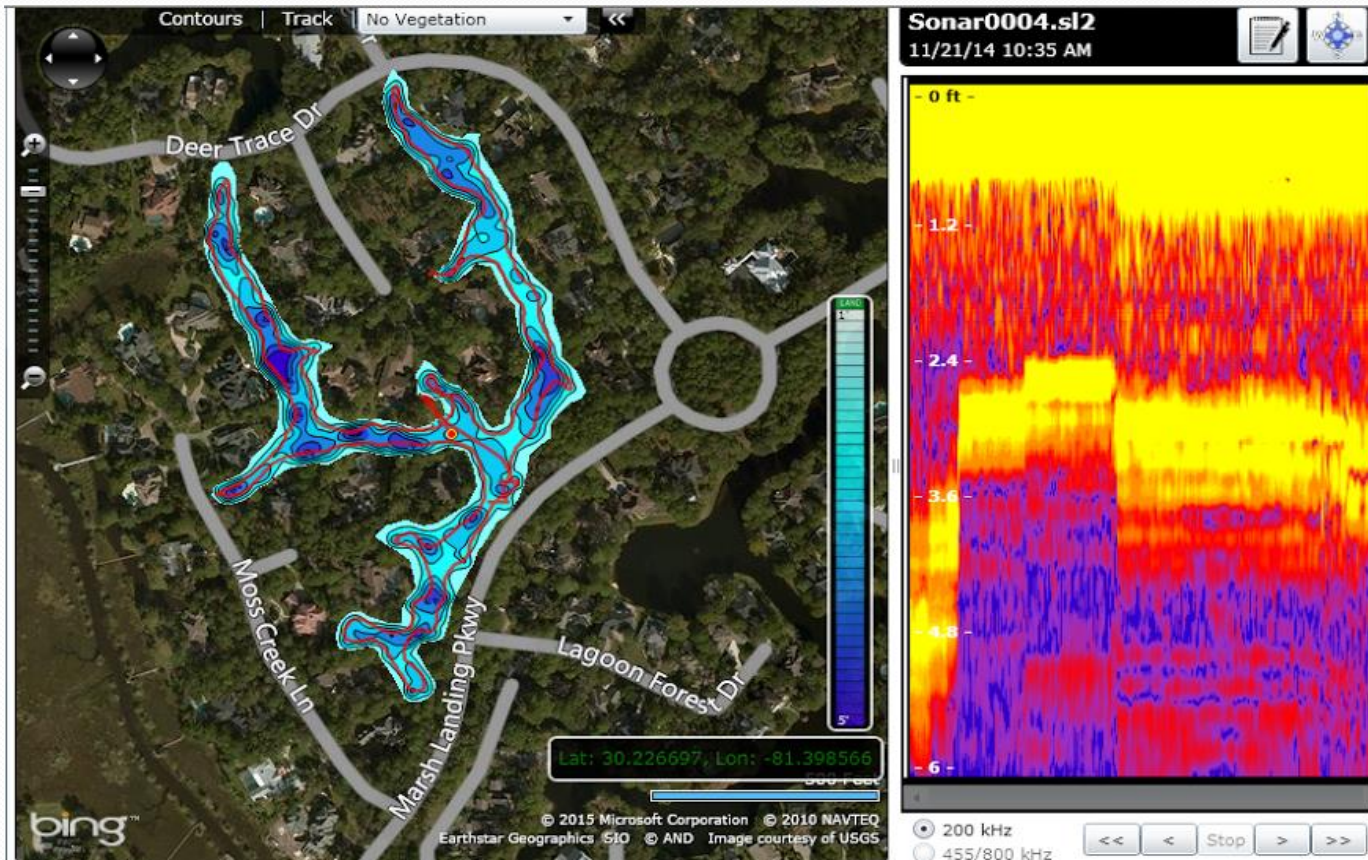 Contours | Track No Vegetation <<
Sonar0004.sl2
11/21/14 10:35 AM
- 0 ft -
Deer Trace Dr
- 1.2 -
LAND
1'
- 2.4 -
- 3.6 -
Moss Creek Ln
Marsh Landing Pkwy
Lagoon Forest Dr
- 4.8 -
5'
Lat: 30.226697, Lon: -81.398566
500 Feet
- 6 -
bing™
© 2015 Microsoft Corporation © 2010 NAVTEQ
Earthstar Geographics SIO © AND Image courtesy of USGS
200 kHz
455/800 kHz
<< < Stop > >>